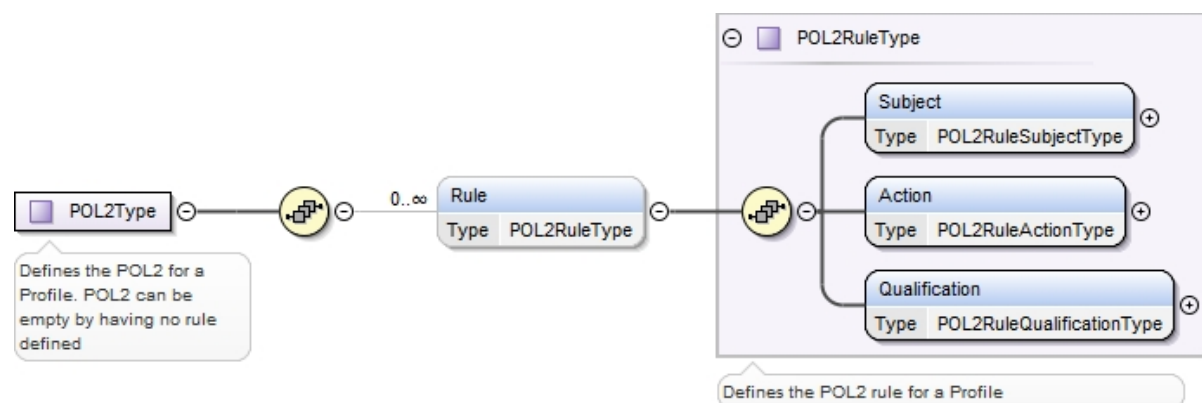 POL2RuleType
Subject
Type POL2RuleSubjectType
POL2Type
0..∞
Rule
Type POL2RuleType
Action
Type POL2RuleActionType
Defines the POL2 for a
Profile. POL2 can be
empty by having no rule
defined
Qualification
Type POL2RuleQualificationType
Defines the POL2 rule for a Profile